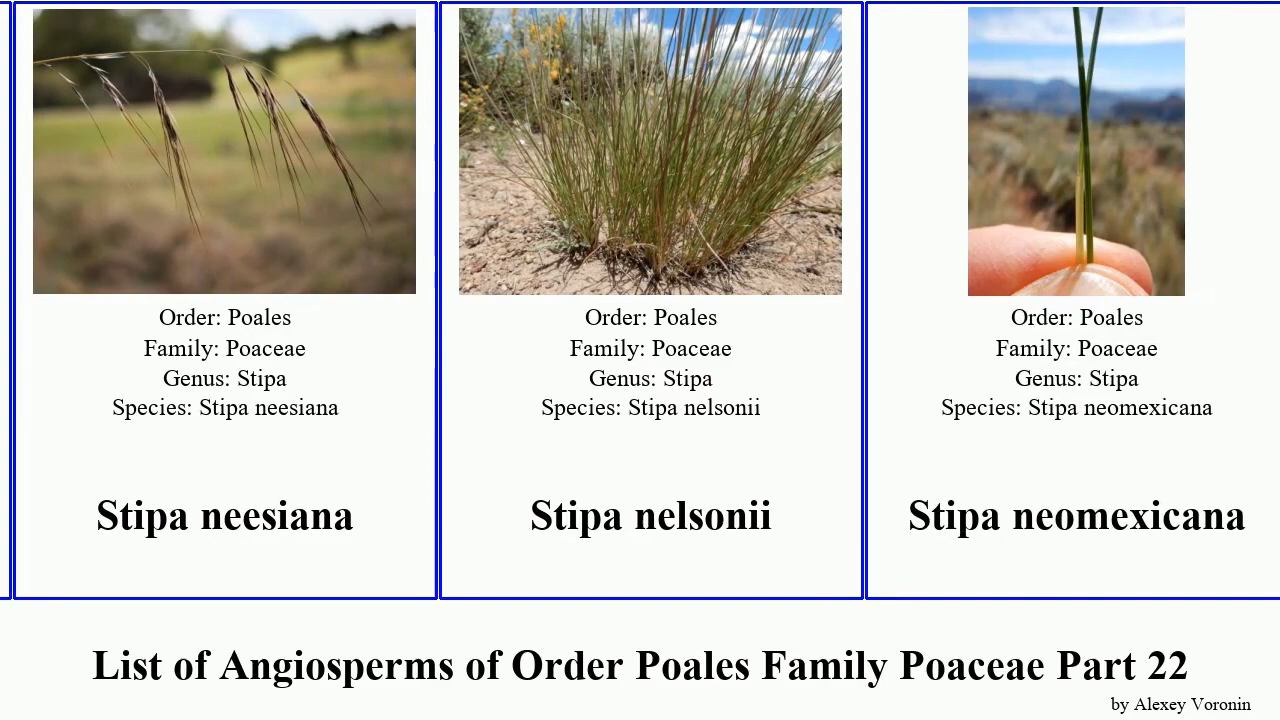 Order: Poales
Family: Poaceae
Genus: Stipa
Species: Stipa neesiana
Stipa neesiana
Order: Poales
Family: Poaceae
Genus: Stipa
Species: Stipa nelsonii
Stipa nelsonii
Order: Poales
Family: Poaceae
Genus: Stipa
Species: Stipa neomexicana
Stipa neomexicana
List of Angiosperms of Order Poales Family Poaceae Part 22
by Alexey Voronin